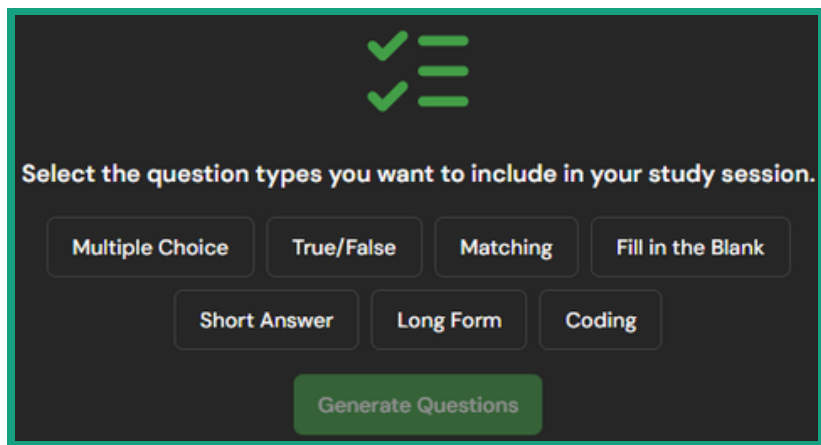 Select the question types you want to include in your study session.
Multiple Choice True/False Matching Fill in the Blank
Short Answer Long Form Coding
Generate Questions